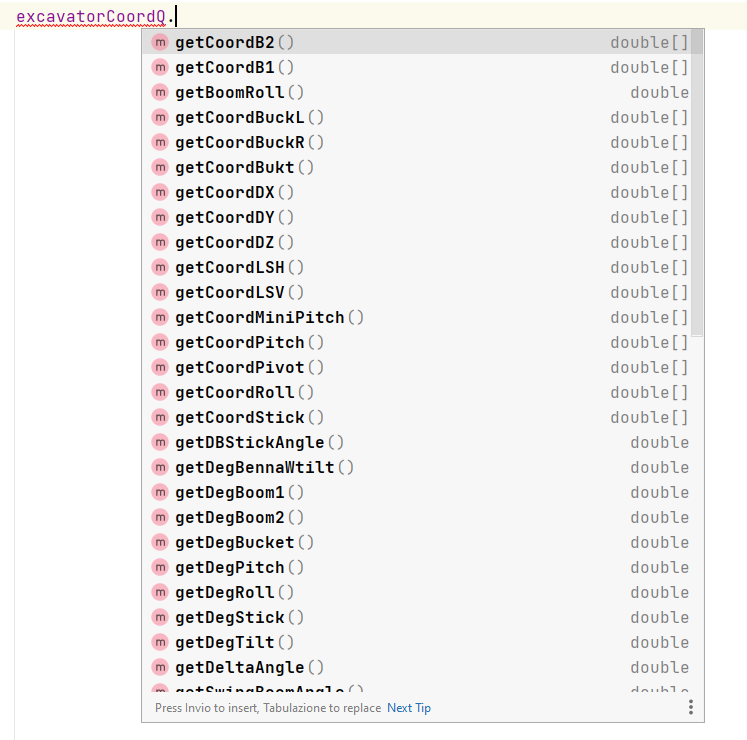 excavatorCoordQ.
m getCoordB2() double[]
m getCoordB1() double[]
m getBoomRoll() double
m getCoordBuckL() double[]
m getCoordBuckR() double[]
m getCoordBukt() double[]
m getCoordDX() double[]
m getCoordDY() double[]
m getCoordDZ() double[]
m getCoordLSH() double[]
m getCoordLSV() double[]
m getCoordMiniPitch() double[]
m getCoordPitch() double[]
m getCoordPivot() double[]
m getCoordRoll() double[]
m getCoordStick() double[]
m getDBStickAngle() double
m getDegBennaWtilt() double
m getDegBoom1() double
m getDegBoom2() double
m getDegBucket() double
m getDegPitch() double
m getDegRoll() double
m getDegStick() double
m getDegTilt() double
m getDeltaAngle() double
m getSwingBoomAngle() double
Press Invio to insert, Tabulazione to replace Next Tip